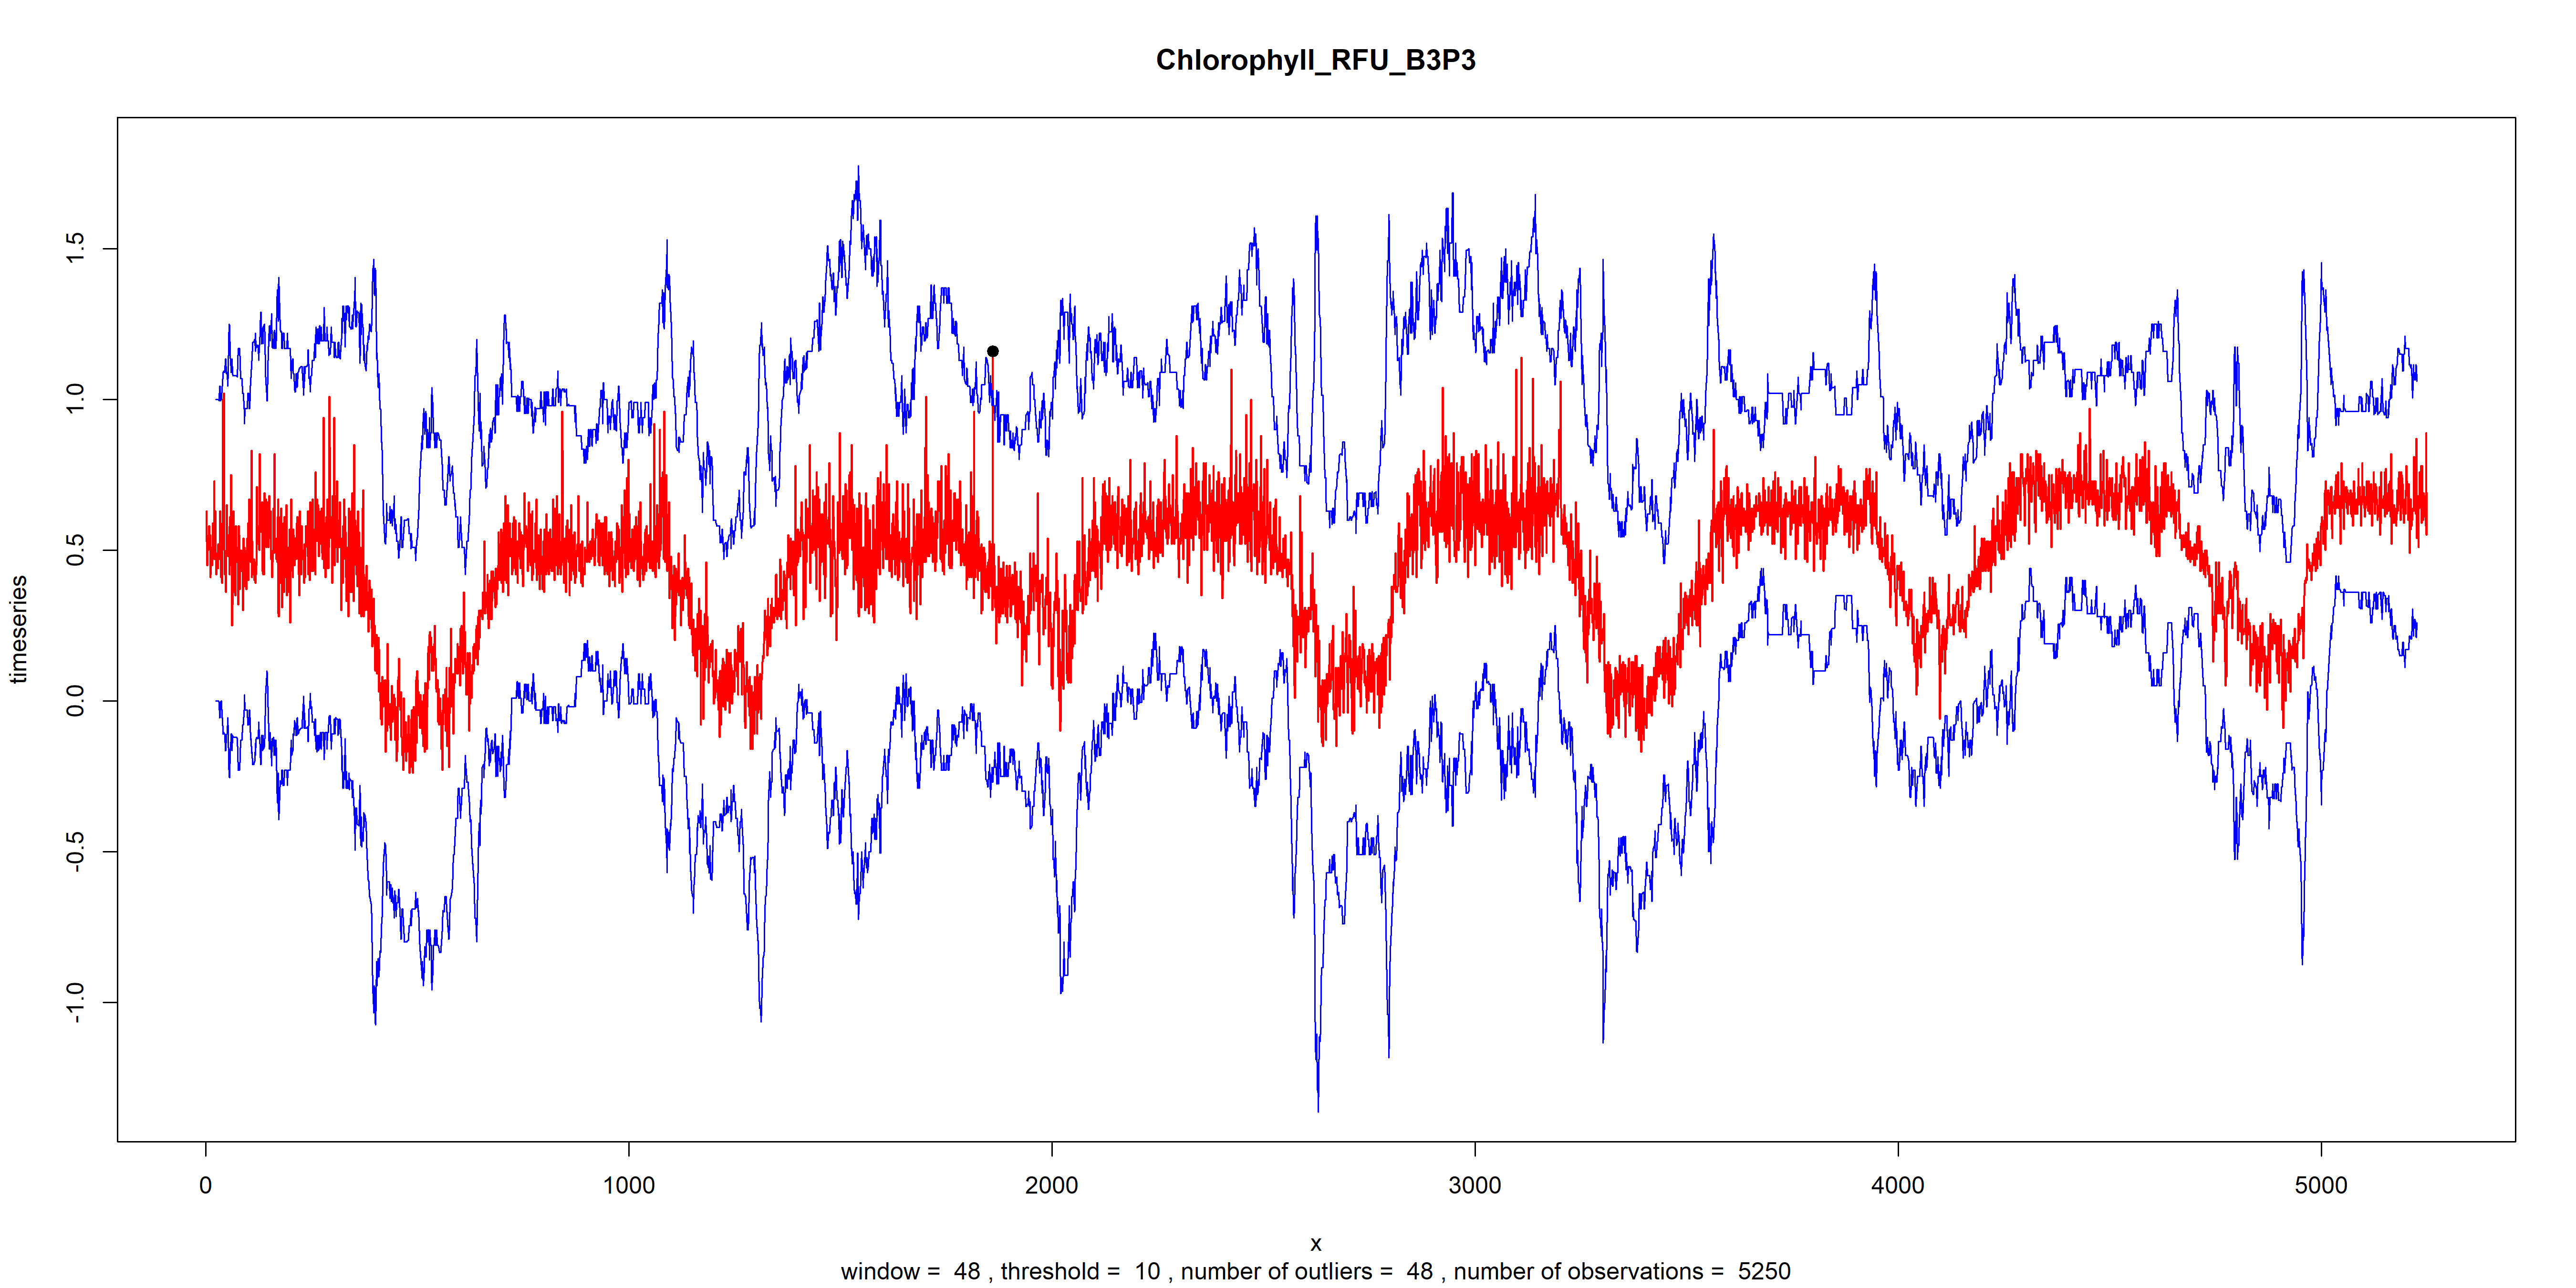 Chlorophyll_RFU_B3P3
timeseries
1.5
1.0
0.5
0.0
-0.5
-1.0
0 1000 2000 3000 4000 5000
x
window = 48 , threshold = 10 , number of outliers = 48 , number of observations = 5250